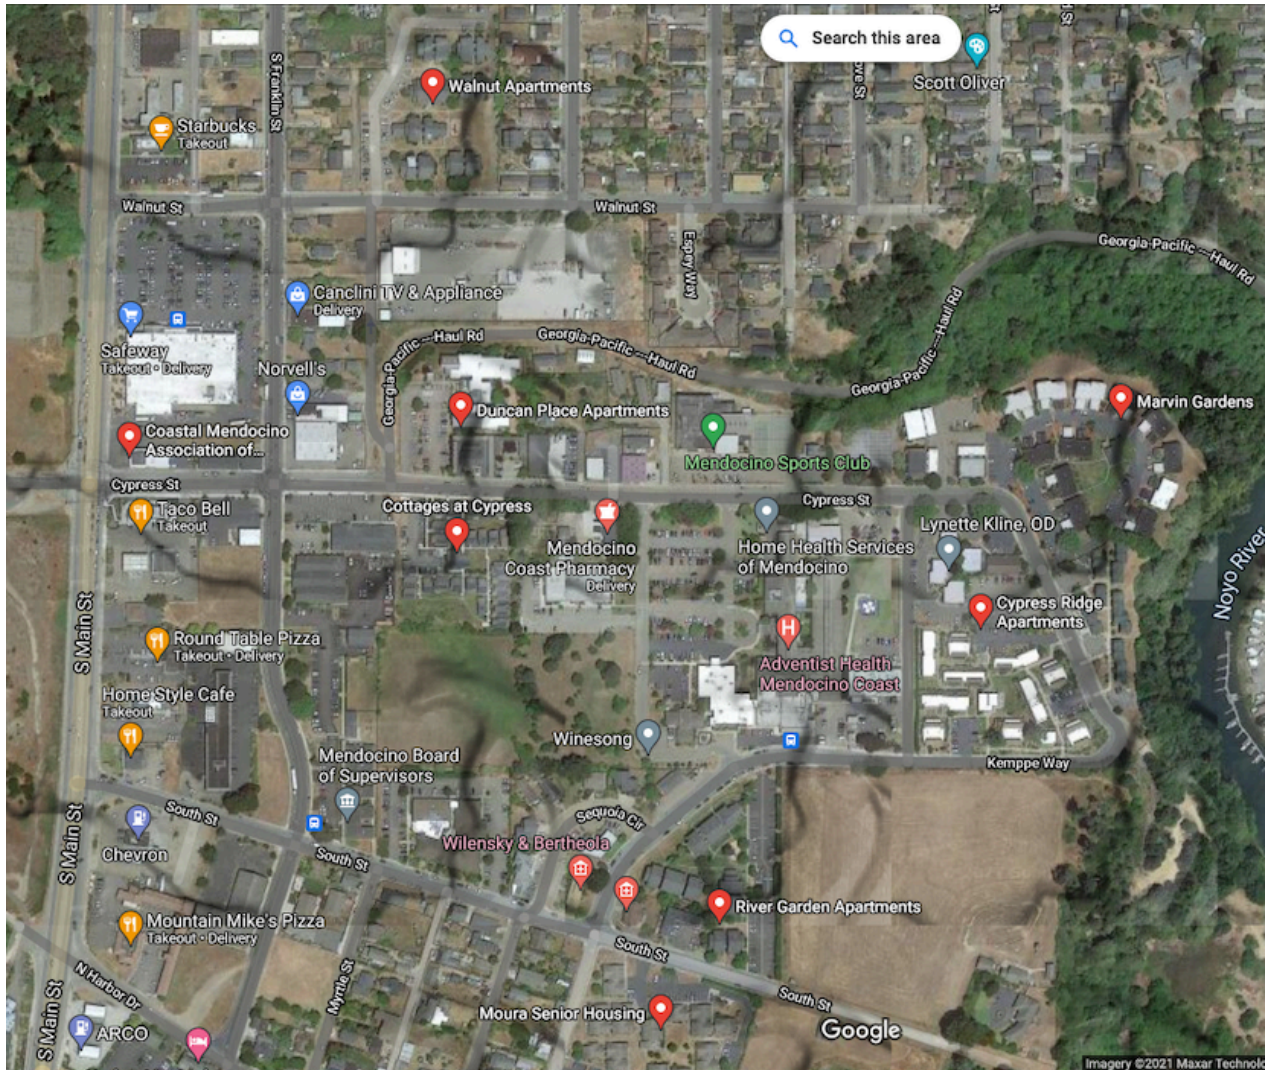 Search this area
Scott Oliver
d St
St
ove St
S Franklin St
Walnut Apartments
Starbucks
Takeout
Walnut St
Walnut St
Espey Way
Georgia-Pacific --- Haul Rd
Canclini TV & Appliance
Delivery
Georgia-Pacific --- Haul Rd
Georgia-Pacific --- Haul Rd
Georgia-Pacific --- Haul Rd
Georgia-Pacific
Haul Rd
Safeway
Takeout • Delivery
Norvell's
Duncan Place Apartments
Marvin Gardens
Coastal Mendocino
Association of...
Mendocino Sports Club
Cypress St
Cypress St
Taco Bell
Takeout
Cottages at Cypress
Mendocino
Coast Pharmacy
Delivery
Home Health Services
of Mendocino
Lynette Kline, OD
Noyo River
Cypress Ridge
Apartments
S Main St
Round Table Pizza
Takeout • Delivery
Adventist Health
Mendocino Coast
Home Style Cafe
Takeout
Winesong
Mendocino Board
of Supervisors
Kemppe Way
South St
Sequoia Cir
S Main St
Chevron
South St
Wilensky & Bertheola
River Garden Apartments
Mountain Mike's Pizza
Takeout • Delivery
South St
N Harbor Dr
Myrtle St
South St
Moura Senior Housing
S Main St
ARCO
Google
Imagery ©2021 Maxar Technolo